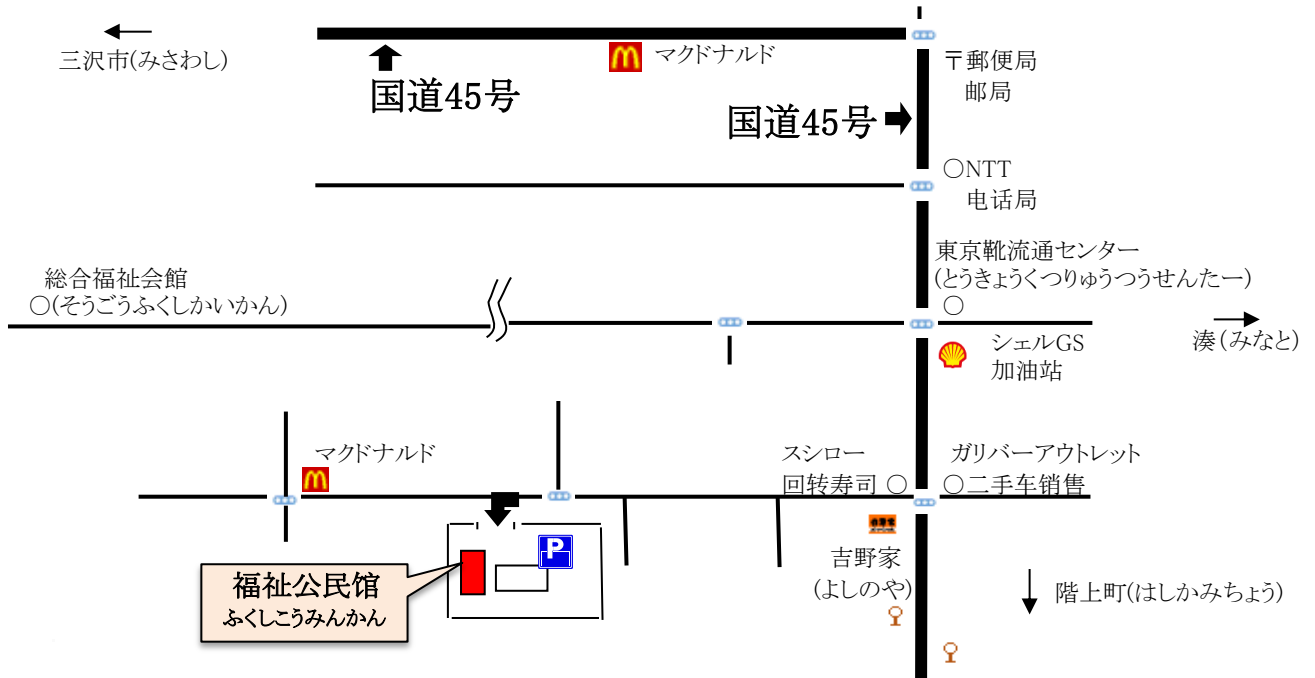 三沢市(みさわし)
国道45号
マクドナルド
〒郵便局
邮局
国道45号
○NTT
电话局
東京靴流通センター
(とうきょうくつりゅうつうせんたー)
○
総合福祉会館
○(そうごうふくしかいかん)
湊(みなと)
シェルGS
加油站
マクドナルド
スシロー
回转寿司 ○
ガリバーアウトレット
○二手车销售
P
吉野家
(よしのや)
福祉公民館
ふくしこうみんかん
階上町(はしかみちょう)